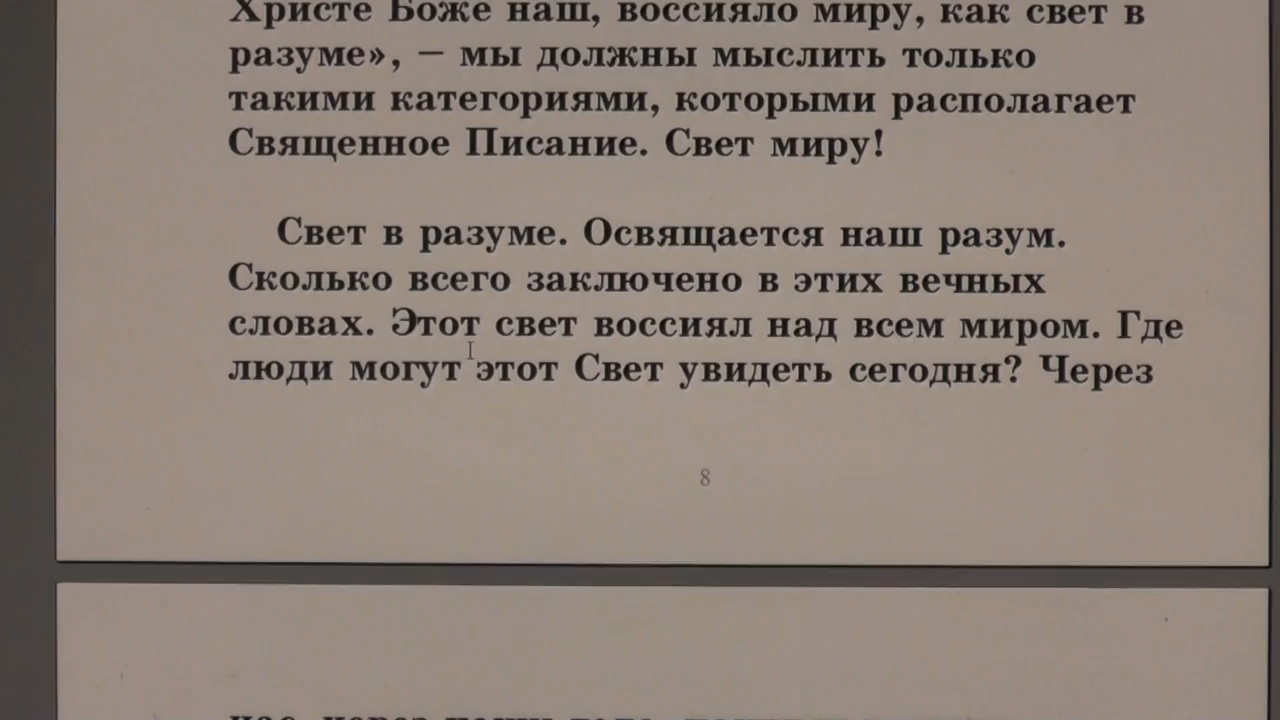 Христе Боже наш, воссияло миру, как свет в
разуме», — мы должны мыслить только
такими категориями, которыми располагает
Священное Писание. Свет миру!
Свет в разуме. Освящается наш разум.
Сколько всего заключено в этих вечных
словах. Этот свет воссиял над всем миром. Где
люди могут этот Свет увидеть сегодня? Через
8